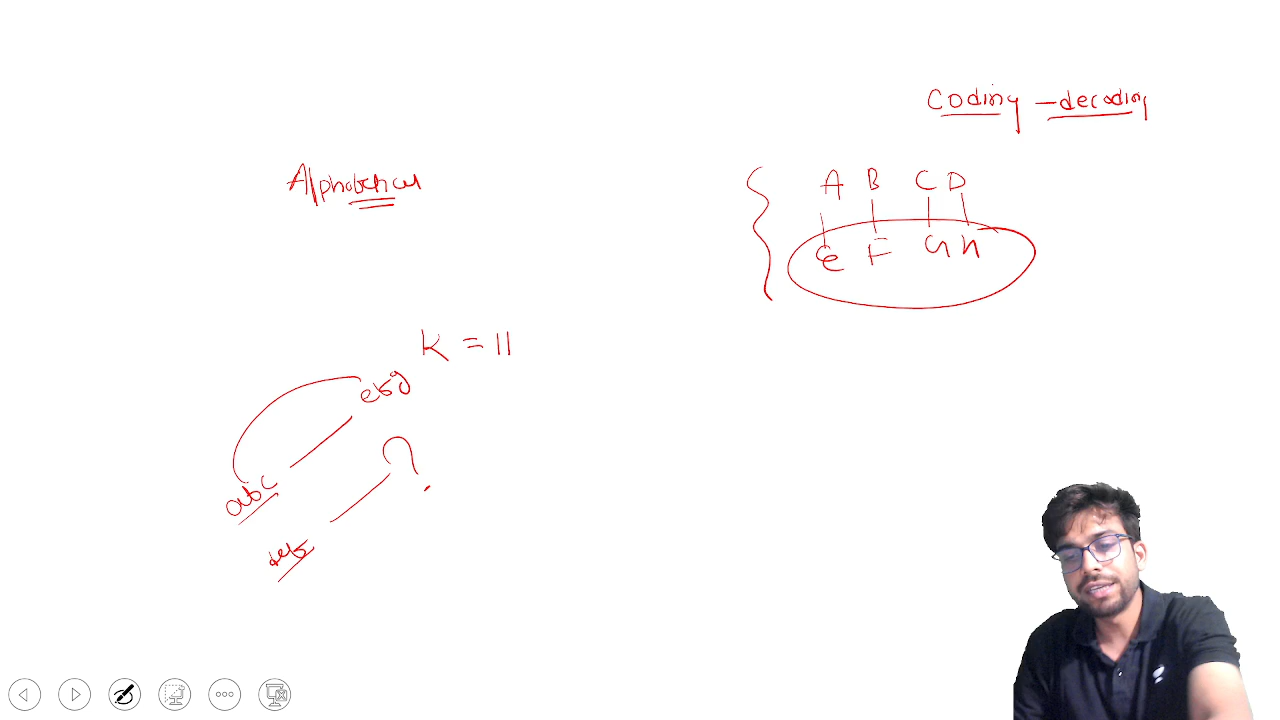 Coding - decoding
Alphabetical
A B C D
e F G H
K = 11
efg
abc
?
def